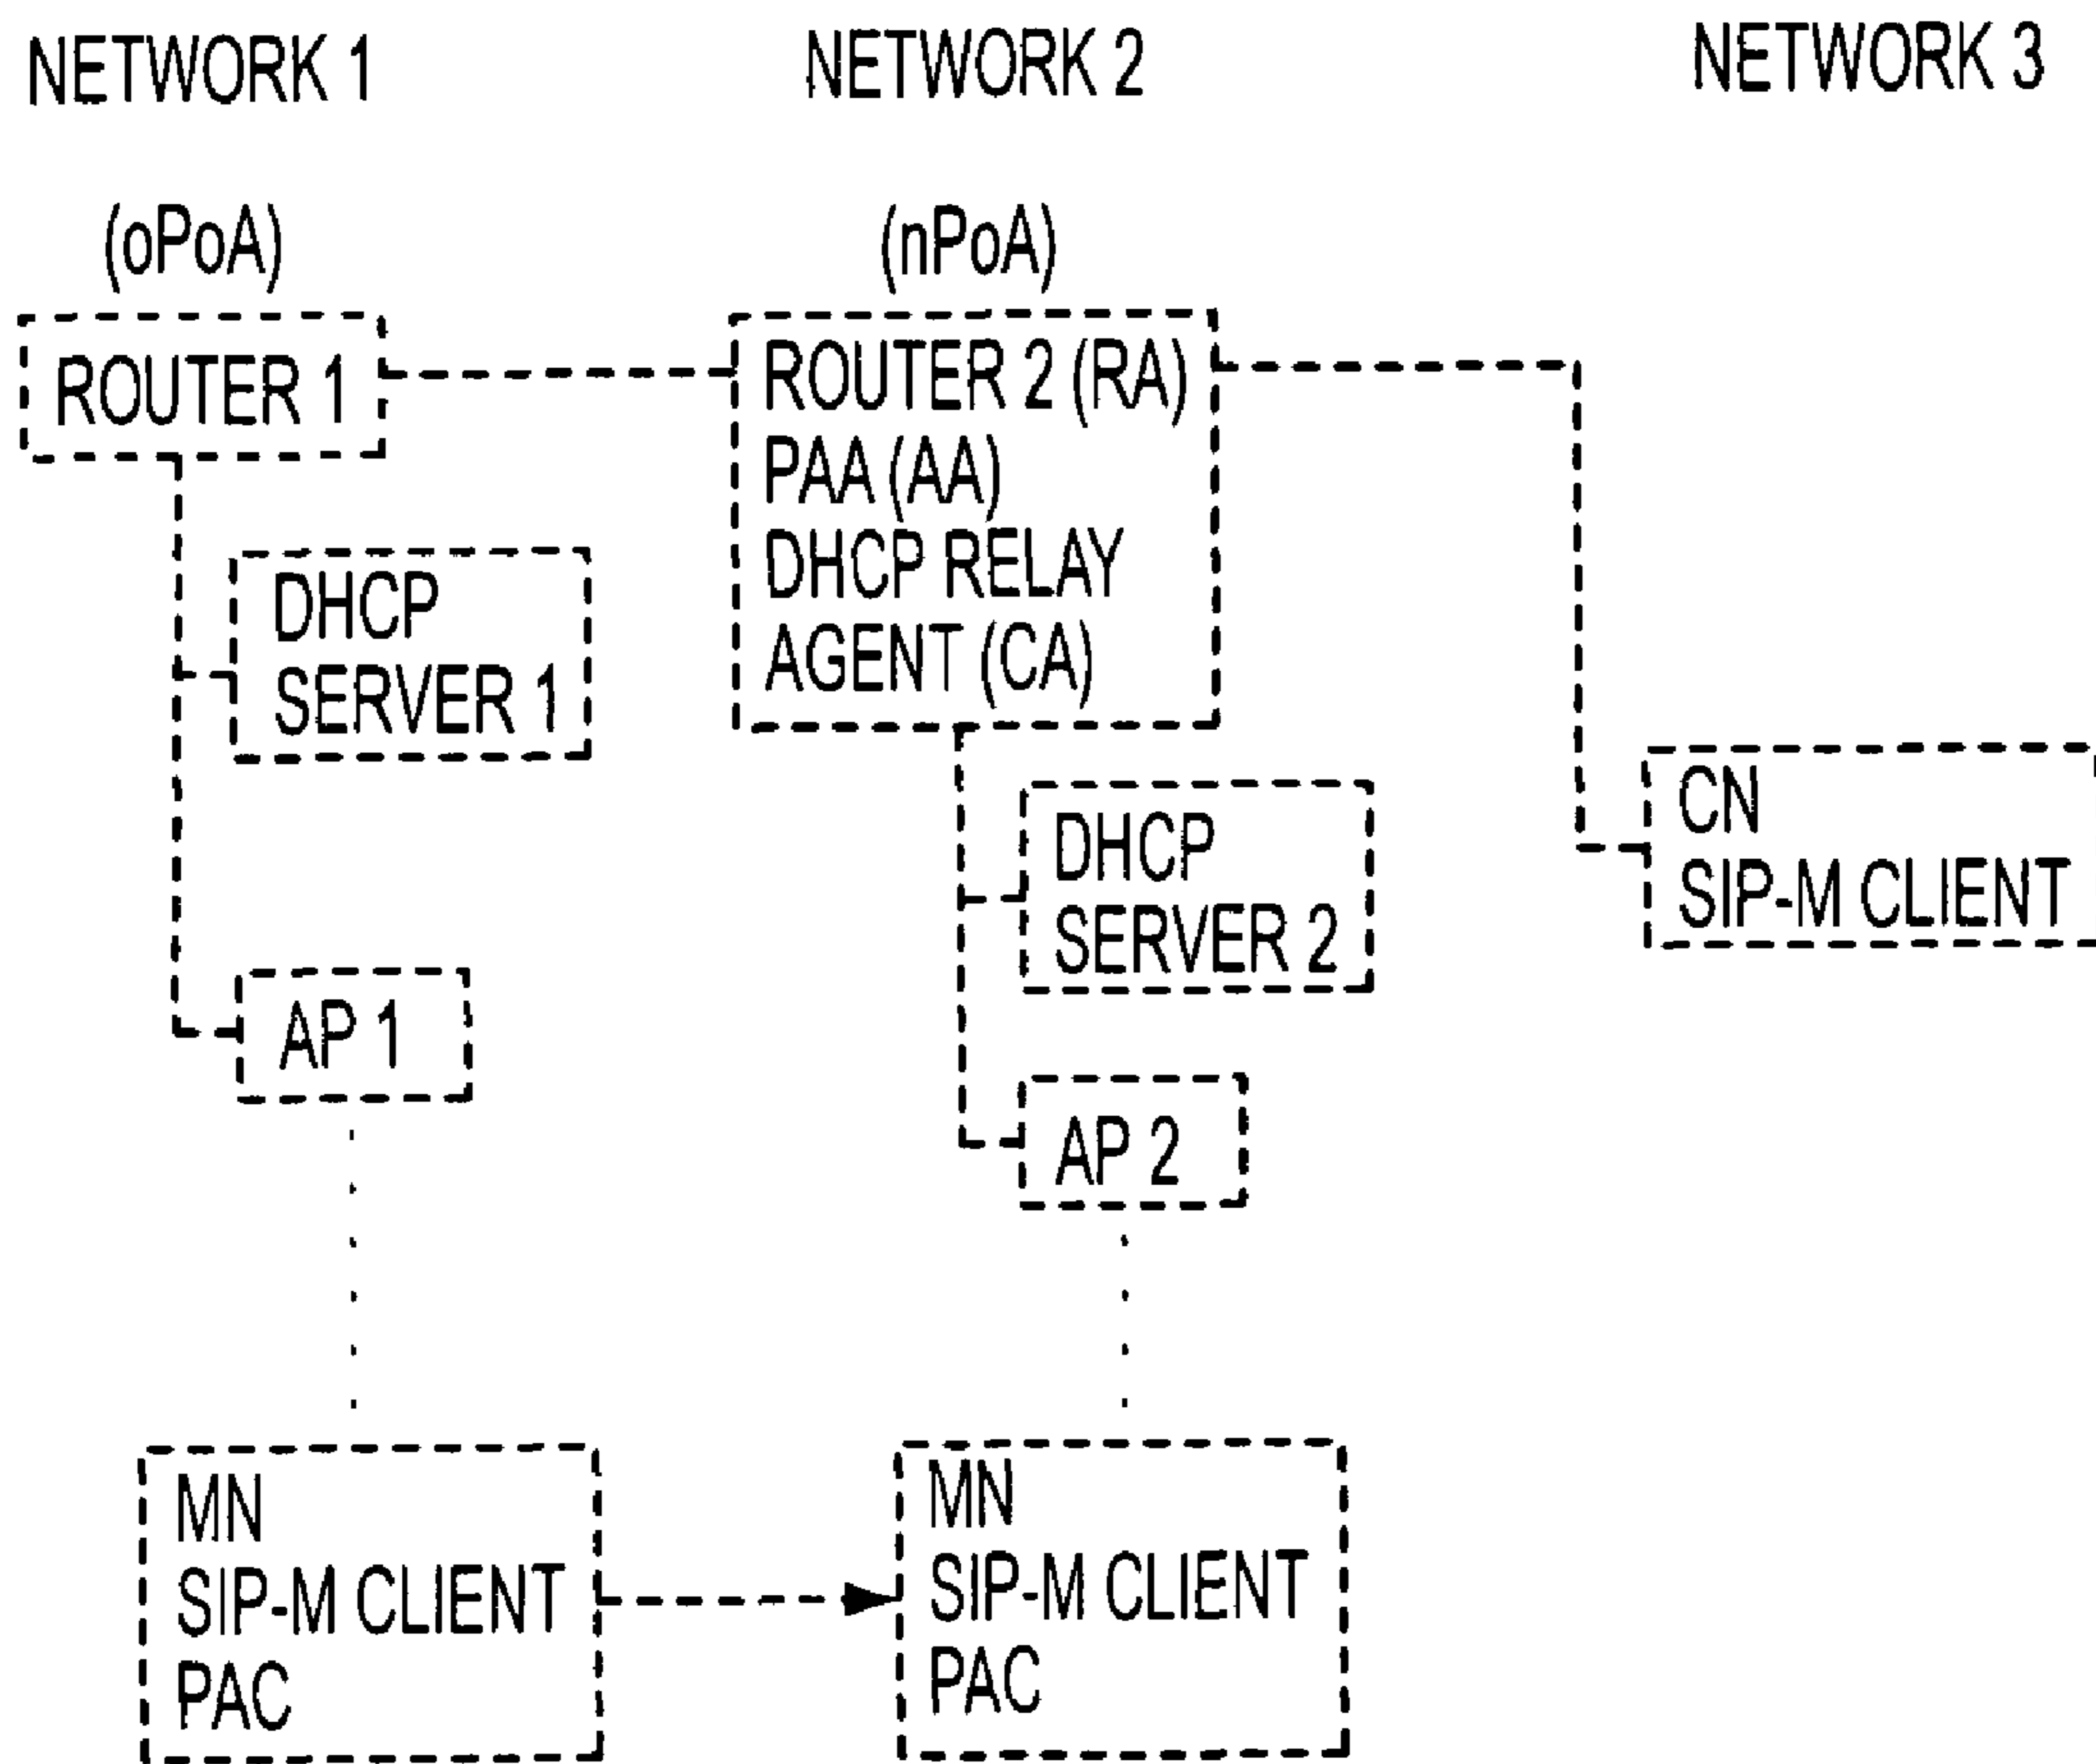 NETWORK 1
NETWORK 2
NETWORK 3
(oPoA)
(nPoA)
ROUTER 1
ROUTER 2 (RA)
PAA (AA)
DHCP RELAY
AGENT (CA)
DHCP
SERVER 1
DHCP
SERVER 2
CN
SIP-M CLIENT
AP 1
AP 2
MN
SIP-M CLIENT
PAC
MN
SIP-M CLIENT
PAC